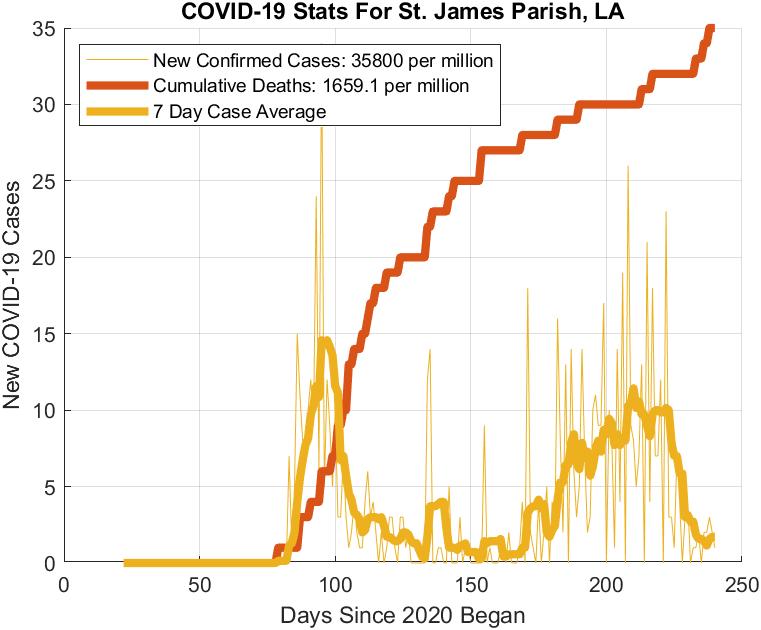 COVID-19 Stats For St. James Parish, LA
New Confirmed Cases: 35800 per million
Cumulative Deaths: 1659.1 per million
7 Day Case Average
New COVID-19 Cases
35
30
25
20
15
10
5
0
0 50 100 150 200 250
Days Since 2020 Began